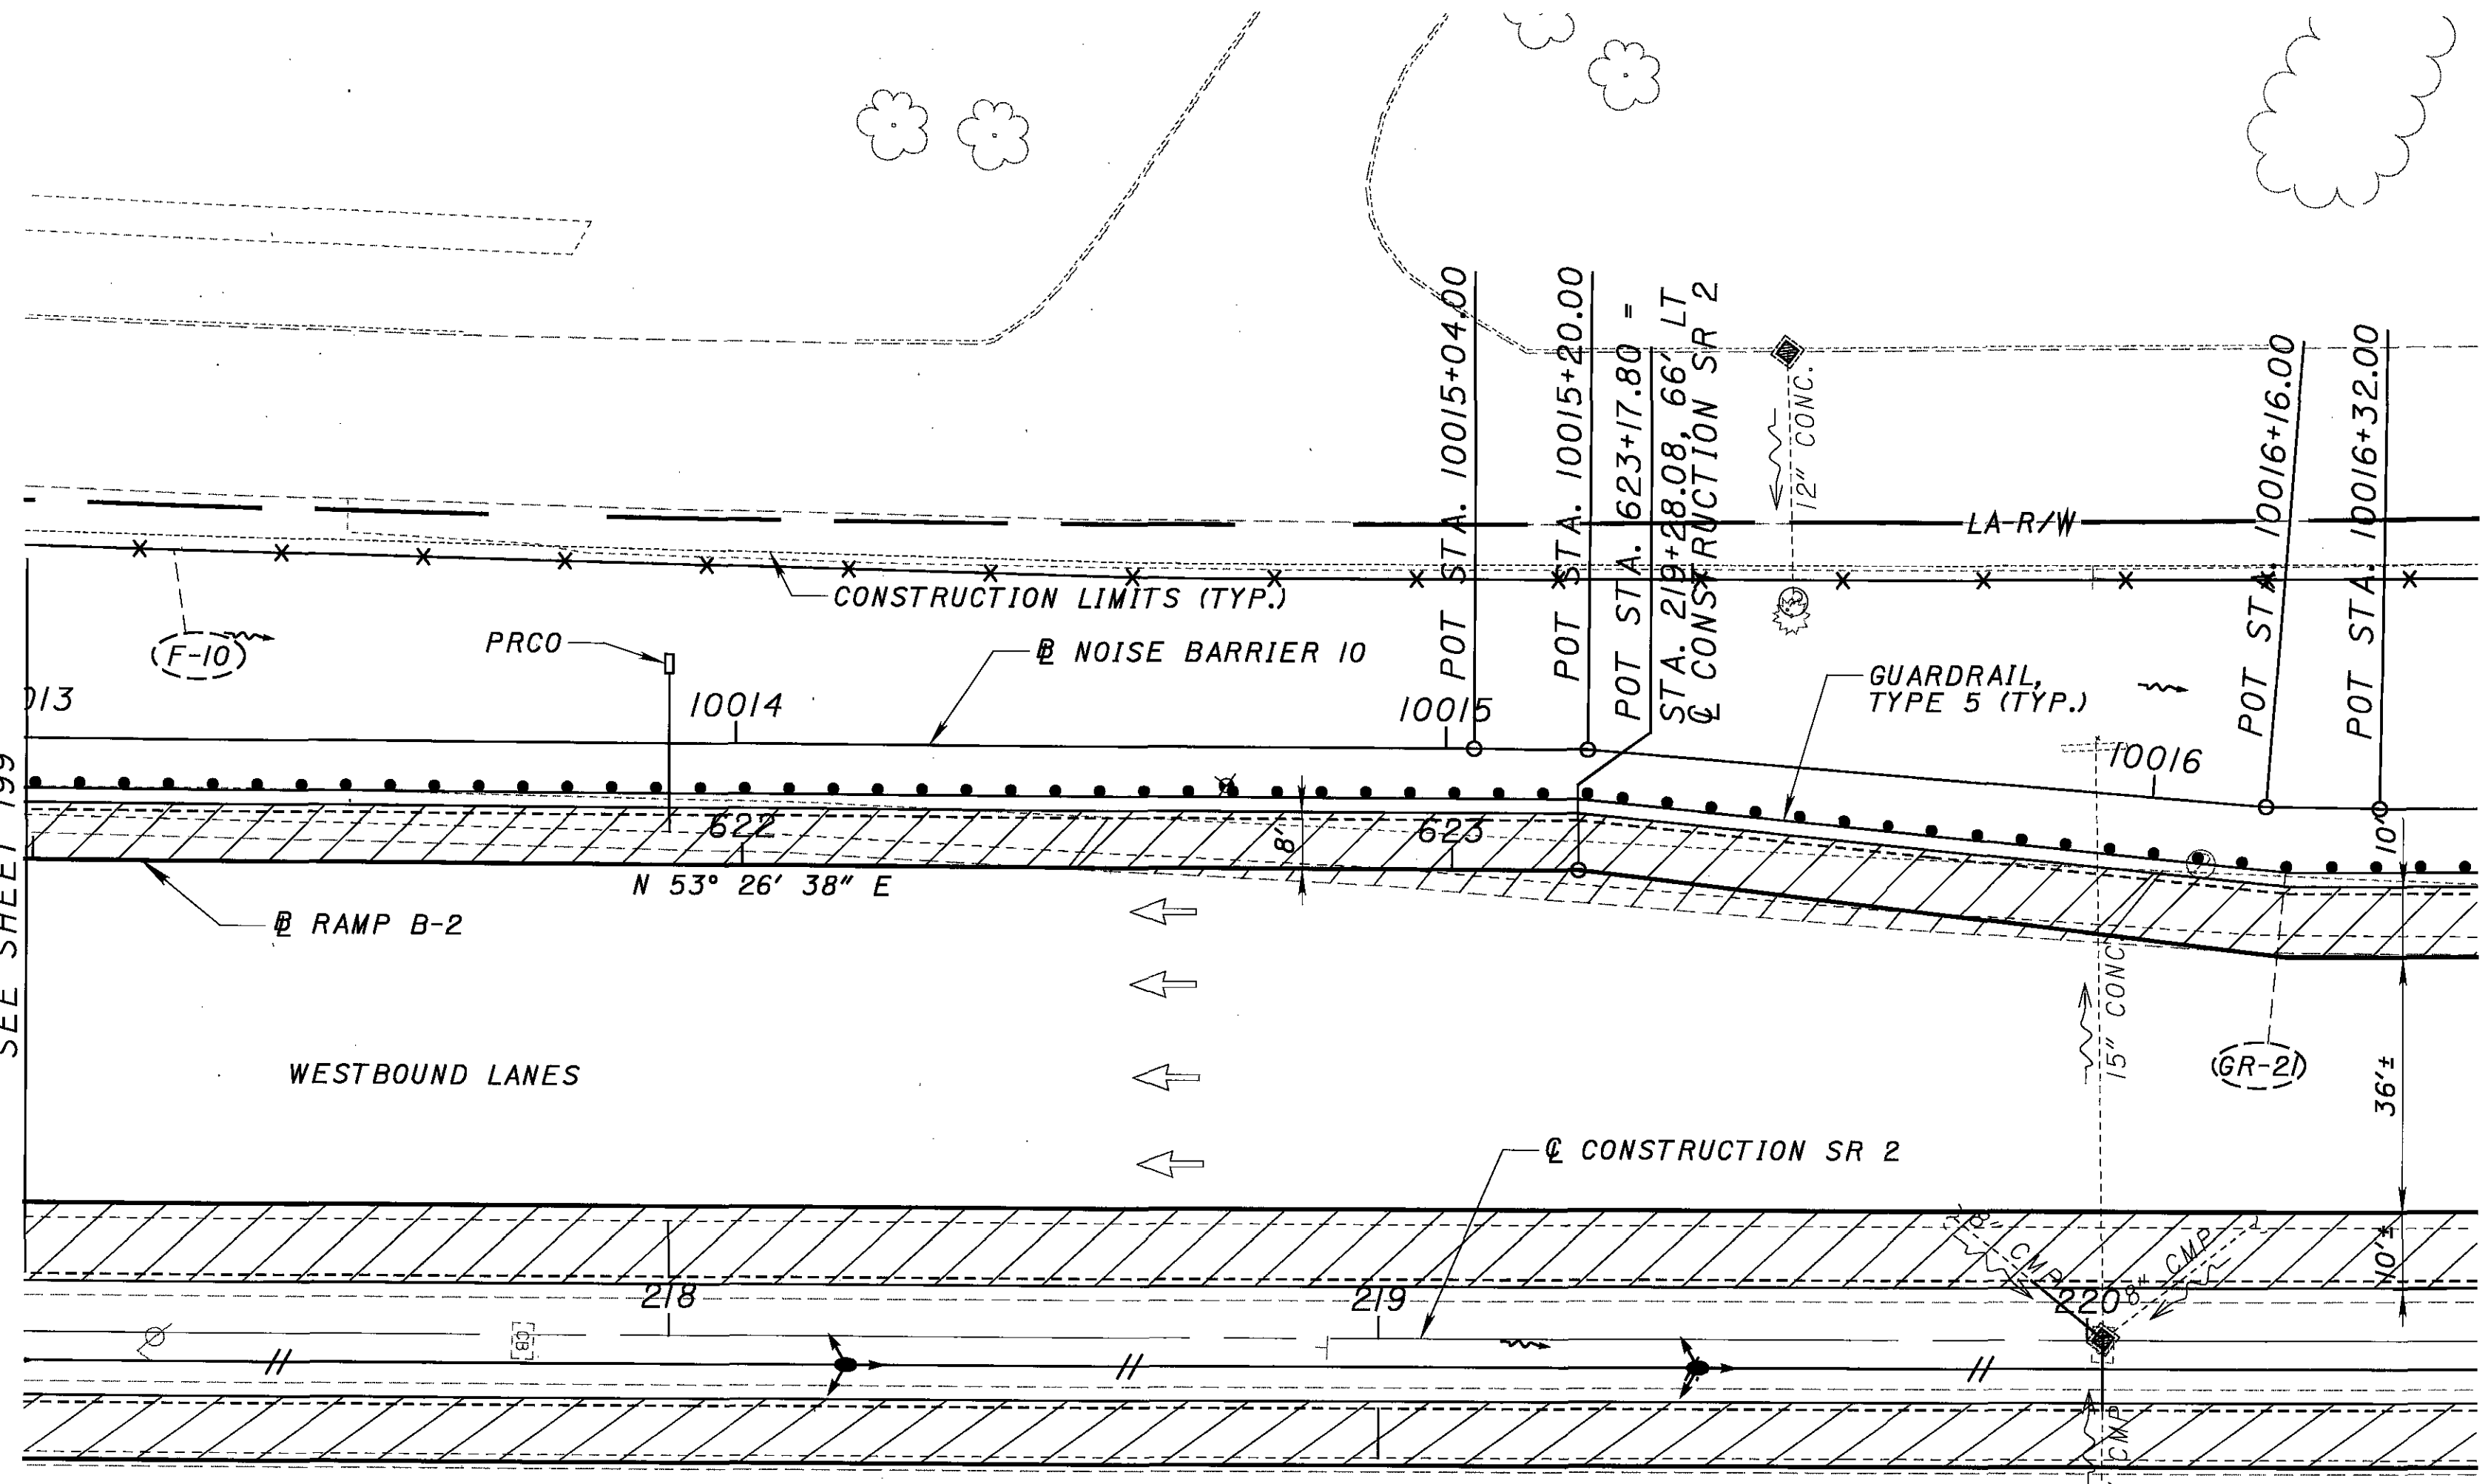 POT STA. 10015+04.00
POT STA. 10015+20.00
POT STA. 623+17.80 =
STA. 219+28.08, 66' LT
℄ CONSTRUCTION SR 2
12" CONC.
POT STA. 10016+16.00
POT STA. 10016+32.00
LA-R/W
CONSTRUCTION LIMITS (TYP.)
F-10
PRCO
℄ NOISE BARRIER 10
GUARDRAIL,
TYPE 5 (TYP.)
013
10014
10015
10016
SEE SHEET 199
622
623
8'
10'
N 53° 26' 38" E
BL RAMP B-2
15" CONC.
GR-21
WESTBOUND LANES
36'±
℄ CONSTRUCTION SR 2
10'±
CMP
8" CMP
218
219
220
CB
CMP